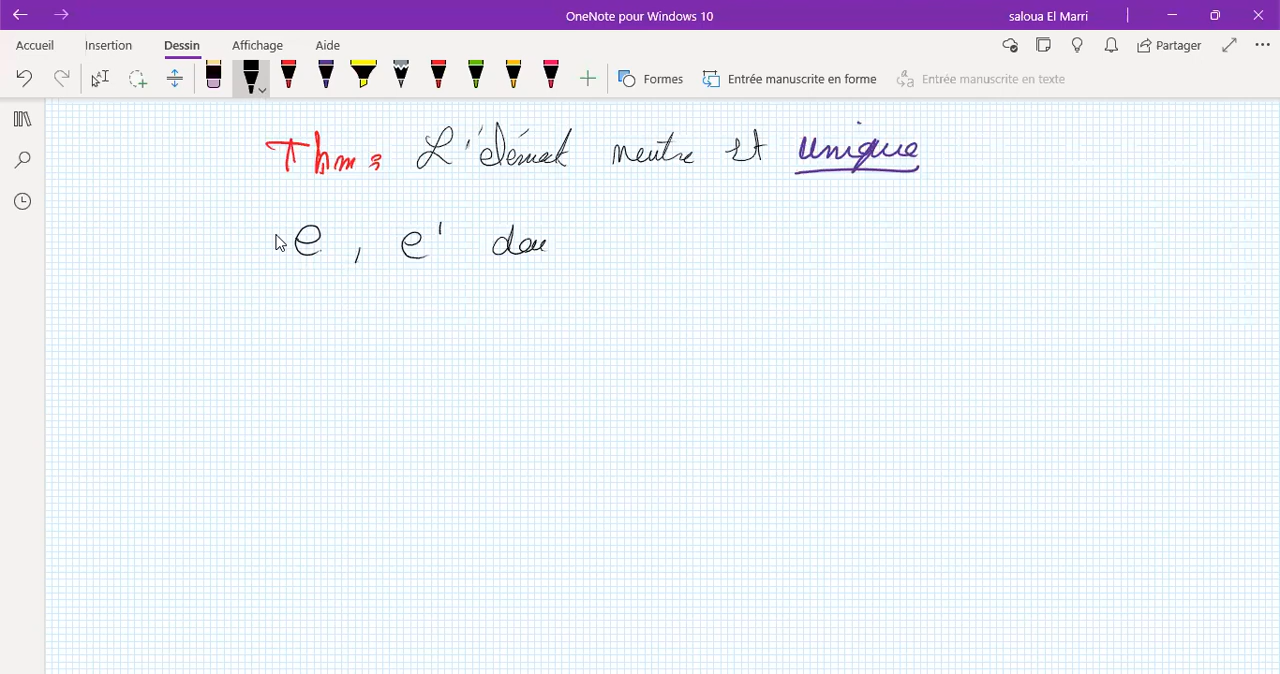 OneNote pour Windows 10
saloua El Marri
Accueil Insertion Dessin Affichage Aide
Partager
Formes Entrée manuscrite en forme Entrée manuscrite en texte
Thm : L'élément neutre est unique
e , e' deu